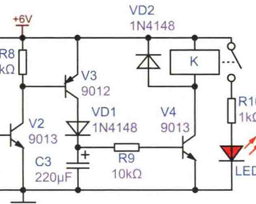 +6V
VD2
1N4148
R8
kΩ
V3
9012
K
VD1
1N4148
V4
9013
R10
1kΩ
V2
9013
R9
10kΩ
C3
220μF
+
LED